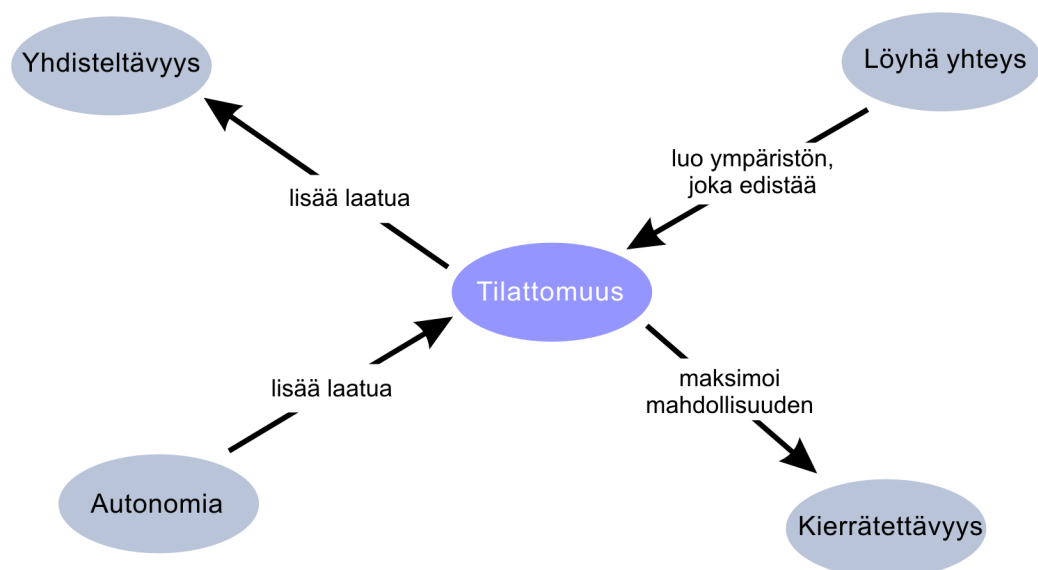 Yhdisteltävyys
Löyhä yhteys
luo ympäristön,
joka edistää
lisää laatua
Tilattomuus
lisää laatua
maksimoi
mahdollisuuden
Autonomia
Kierrätettävyys